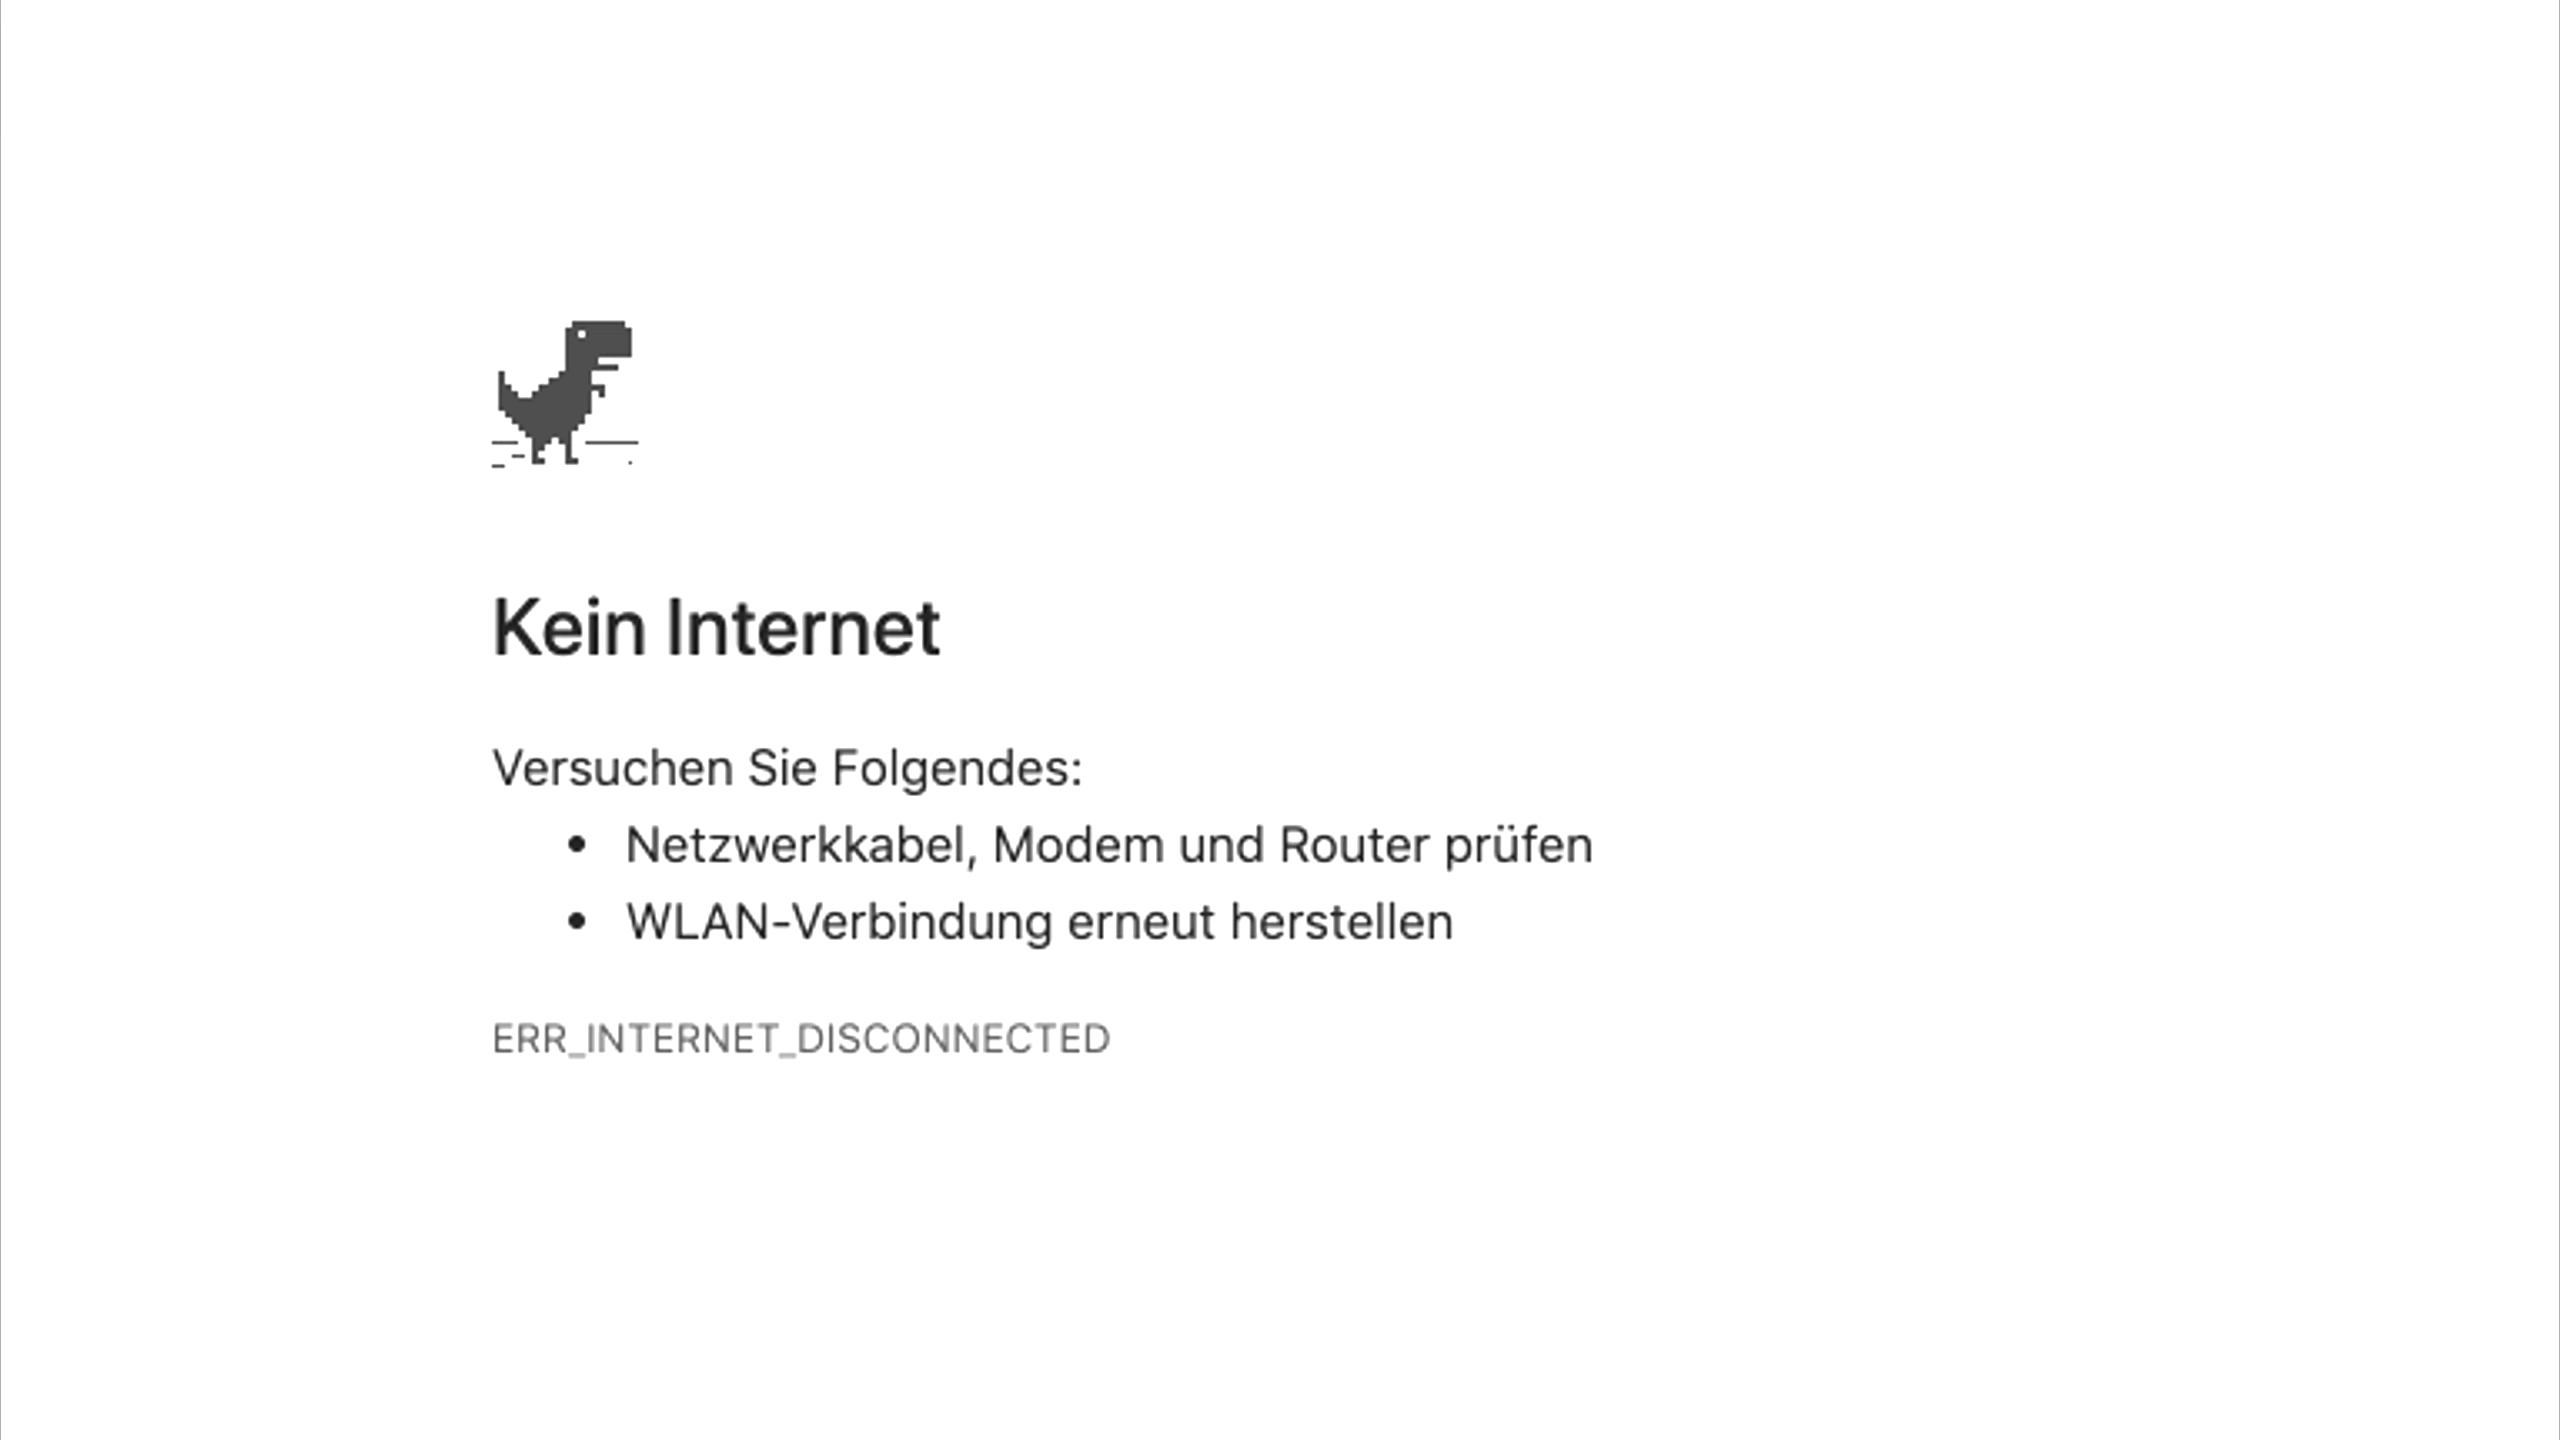 Kein Internet
Versuchen Sie Folgendes:
• Netzwerkkabel, Modem und Router prüfen
• WLAN-Verbindung erneut herstellen
ERR_INTERNET_DISCONNECTED